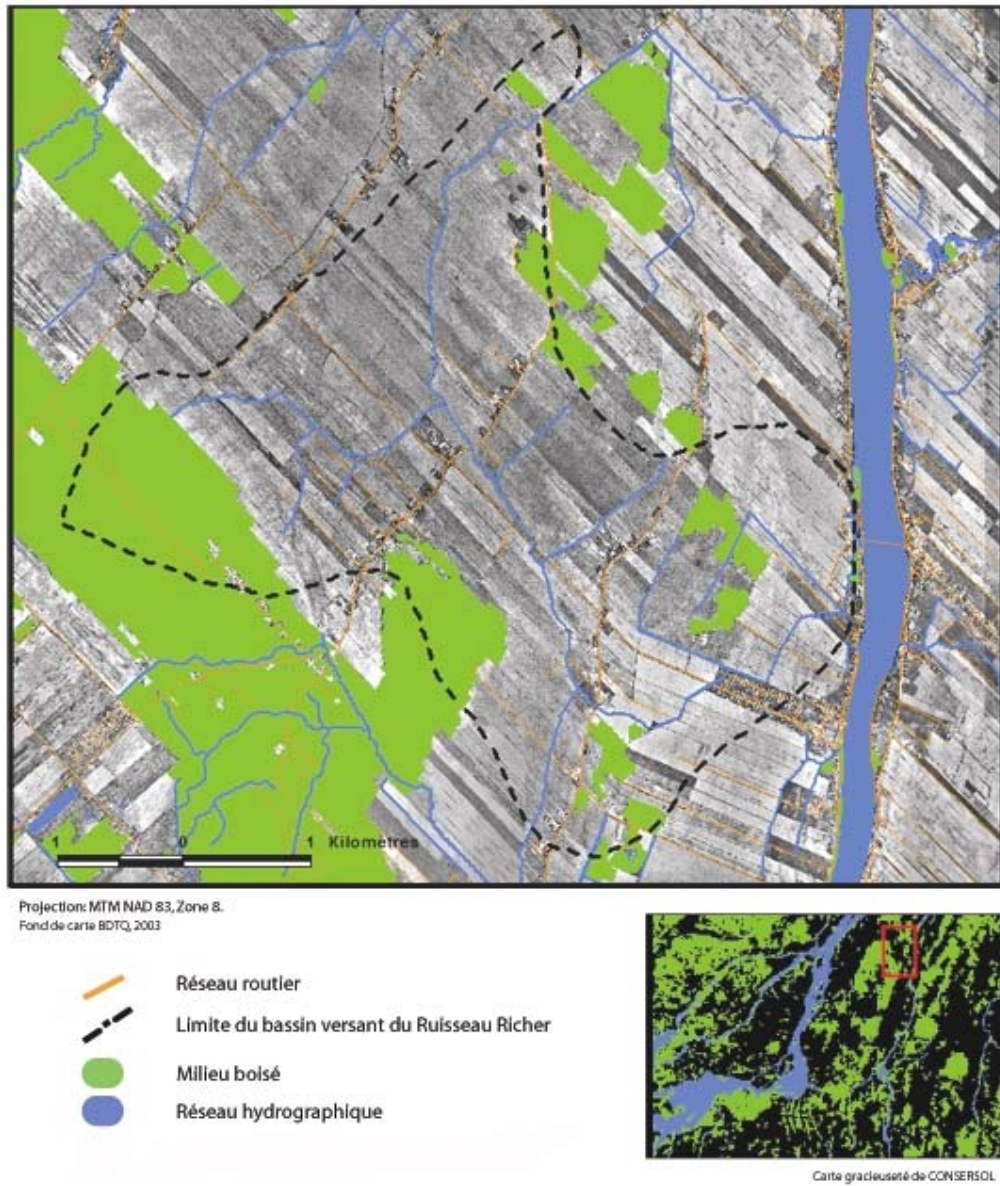 1 0 1 Kilomètres
Projection: MTM NAD 83, Zone 8.
Fond de carte BDTQ, 2003
Réseau routier
Limite du bassin versant du Ruisseau Richer
Milieu boisé
Réseau hydrographique
Carte gracieuseté de CONSERSOL